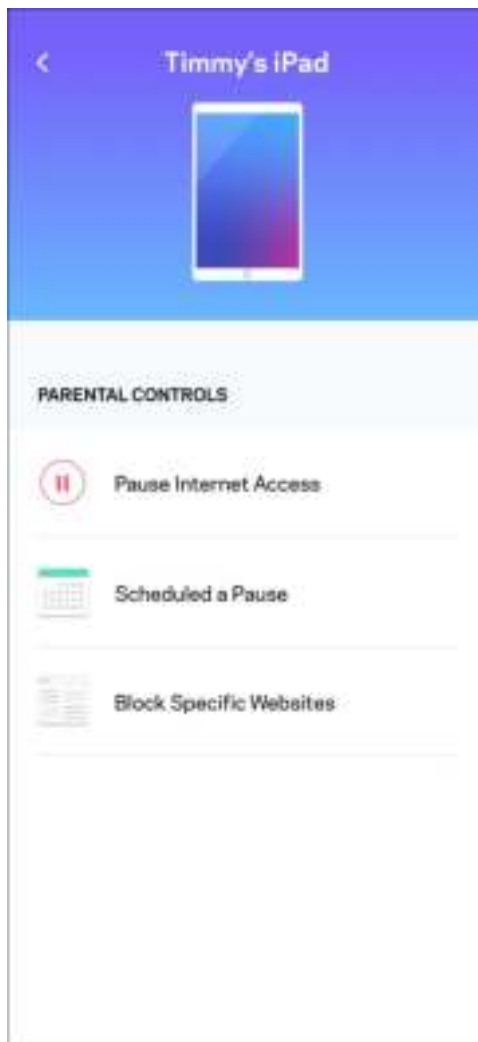 Timmy's iPad
PARENTAL CONTROLS
Pause Internet Access
Scheduled a Pause
Block Specific Websites